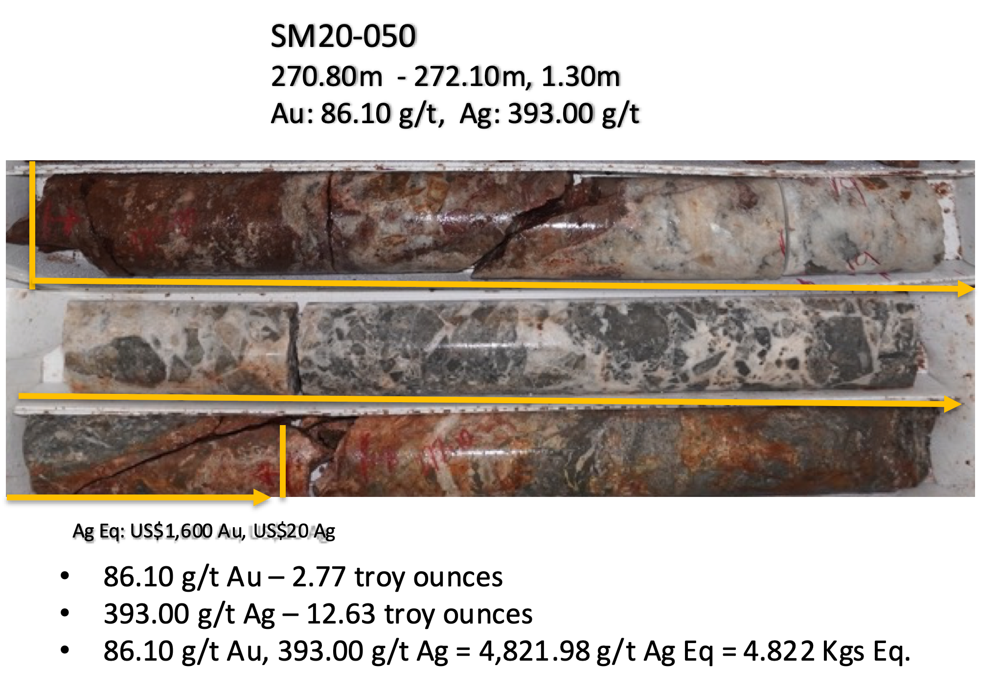 SM20-050
270.80m - 272.10m, 1.30m
Au: 86.10 g/t, Ag: 393.00 g/t
Ag Eq: US$1,600 Au, US$20 Ag
• 86.10 g/t Au – 2.77 troy ounces
• 393.00 g/t Ag – 12.63 troy ounces
• 86.10 g/t Au, 393.00 g/t Ag = 4,821.98 g/t Ag Eq = 4.822 Kgs Eq.